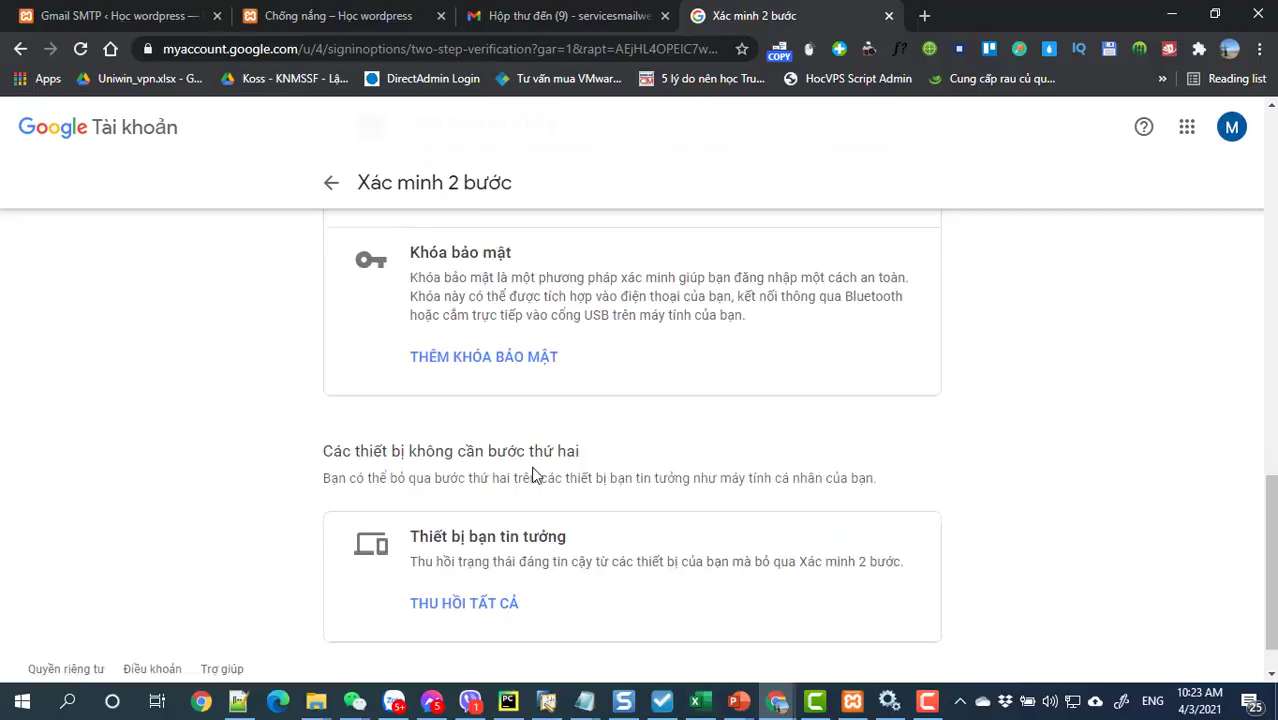 Gmail SMTP ‹ Học wordpress —
Chống nắng – Học wordpress
Hộp thư đến (9) - servicesmailwe
Xác minh 2 bước
myaccount.google.com/u/4/signinoptions/two-step-verification?gar=1&rapt=AEjHL4OPEIC7w...
COPY
f?
IQ
Apps
Uniwin_vpn.xlsx - G...
Koss - KNMSSF - Lậ...
DirectAdmin Login
Tư vấn mua VMwar...
5 lý do nên học Tru...
HocVPS Script Admin
Cung cấp rau củ qu...
»
Reading list
Google Tài khoản
M
Xác minh 2 bước
Khóa bảo mật
Khóa bảo mật là một phương pháp xác minh giúp bạn đăng nhập một cách an toàn.
Khóa này có thể được tích hợp vào điện thoại của bạn, kết nối thông qua Bluetooth
hoặc cắm trực tiếp vào cổng USB trên máy tính của bạn.
THÊM KHÓA BẢO MẬT
Các thiết bị không cần bước thứ hai
Bạn có thể bỏ qua bước thứ hai trên các thiết bị bạn tin tưởng như máy tính cá nhân của bạn.
Thiết bị bạn tin tưởng
Thu hồi trạng thái đáng tin cậy từ các thiết bị của bạn mà bỏ qua Xác minh 2 bước.
THU HỒI TẤT CẢ
Quyền riêng tư
Điều khoản
Trợ giúp
5+
5
1
PC
ENG
10:23 AM
4/3/2021
25